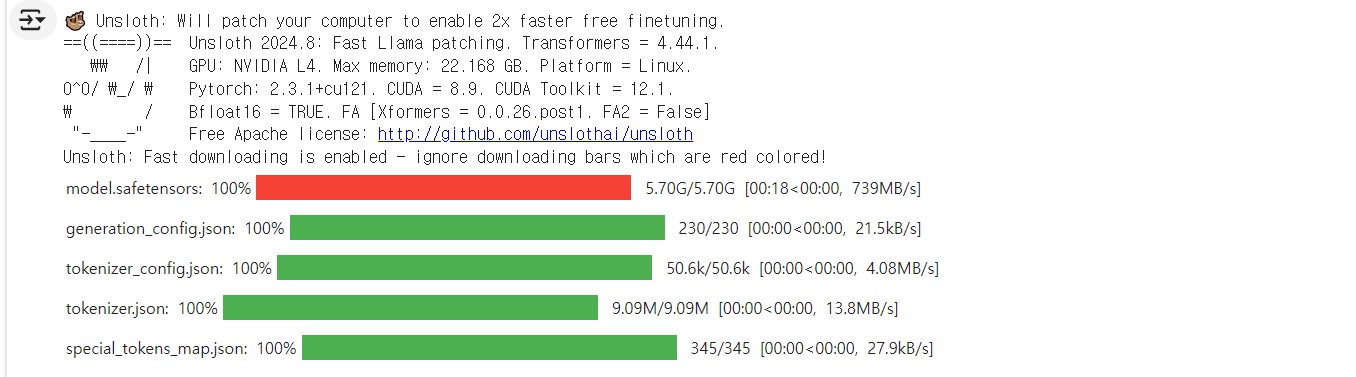 🦥 Unsloth: Will patch your computer to enable 2x faster free finetuning.
==((====))==  Unsloth 2024.8: Fast Llama patching. Transformers = 4.44.1.
   ₩₩   /|    GPU: NVIDIA L4. Max memory: 22.168 GB. Platform = Linux.
O^O/ ₩_/ ₩    Pytorch: 2.3.1+cu121. CUDA = 8.9. CUDA Toolkit = 12.1.
₩        /    Bfloat16 = TRUE. FA [Xformers = 0.0.26.post1. FA2 = False]
 "-____-"     Free Apache license: http://github.com/unslothai/unsloth
Unsloth: Fast downloading is enabled - ignore downloading bars which are red colored!
model.safetensors: 100% 5.70G/5.70G [00:18<00:00, 739MB/s]
generation_config.json: 100% 230/230 [00:00<00:00, 21.5kB/s]
tokenizer_config.json: 100% 50.6k/50.6k [00:00<00:00, 4.08MB/s]
tokenizer.json: 100% 9.09M/9.09M [00:00<00:00, 13.8MB/s]
special_tokens_map.json: 100% 345/345 [00:00<00:00, 27.9kB/s]